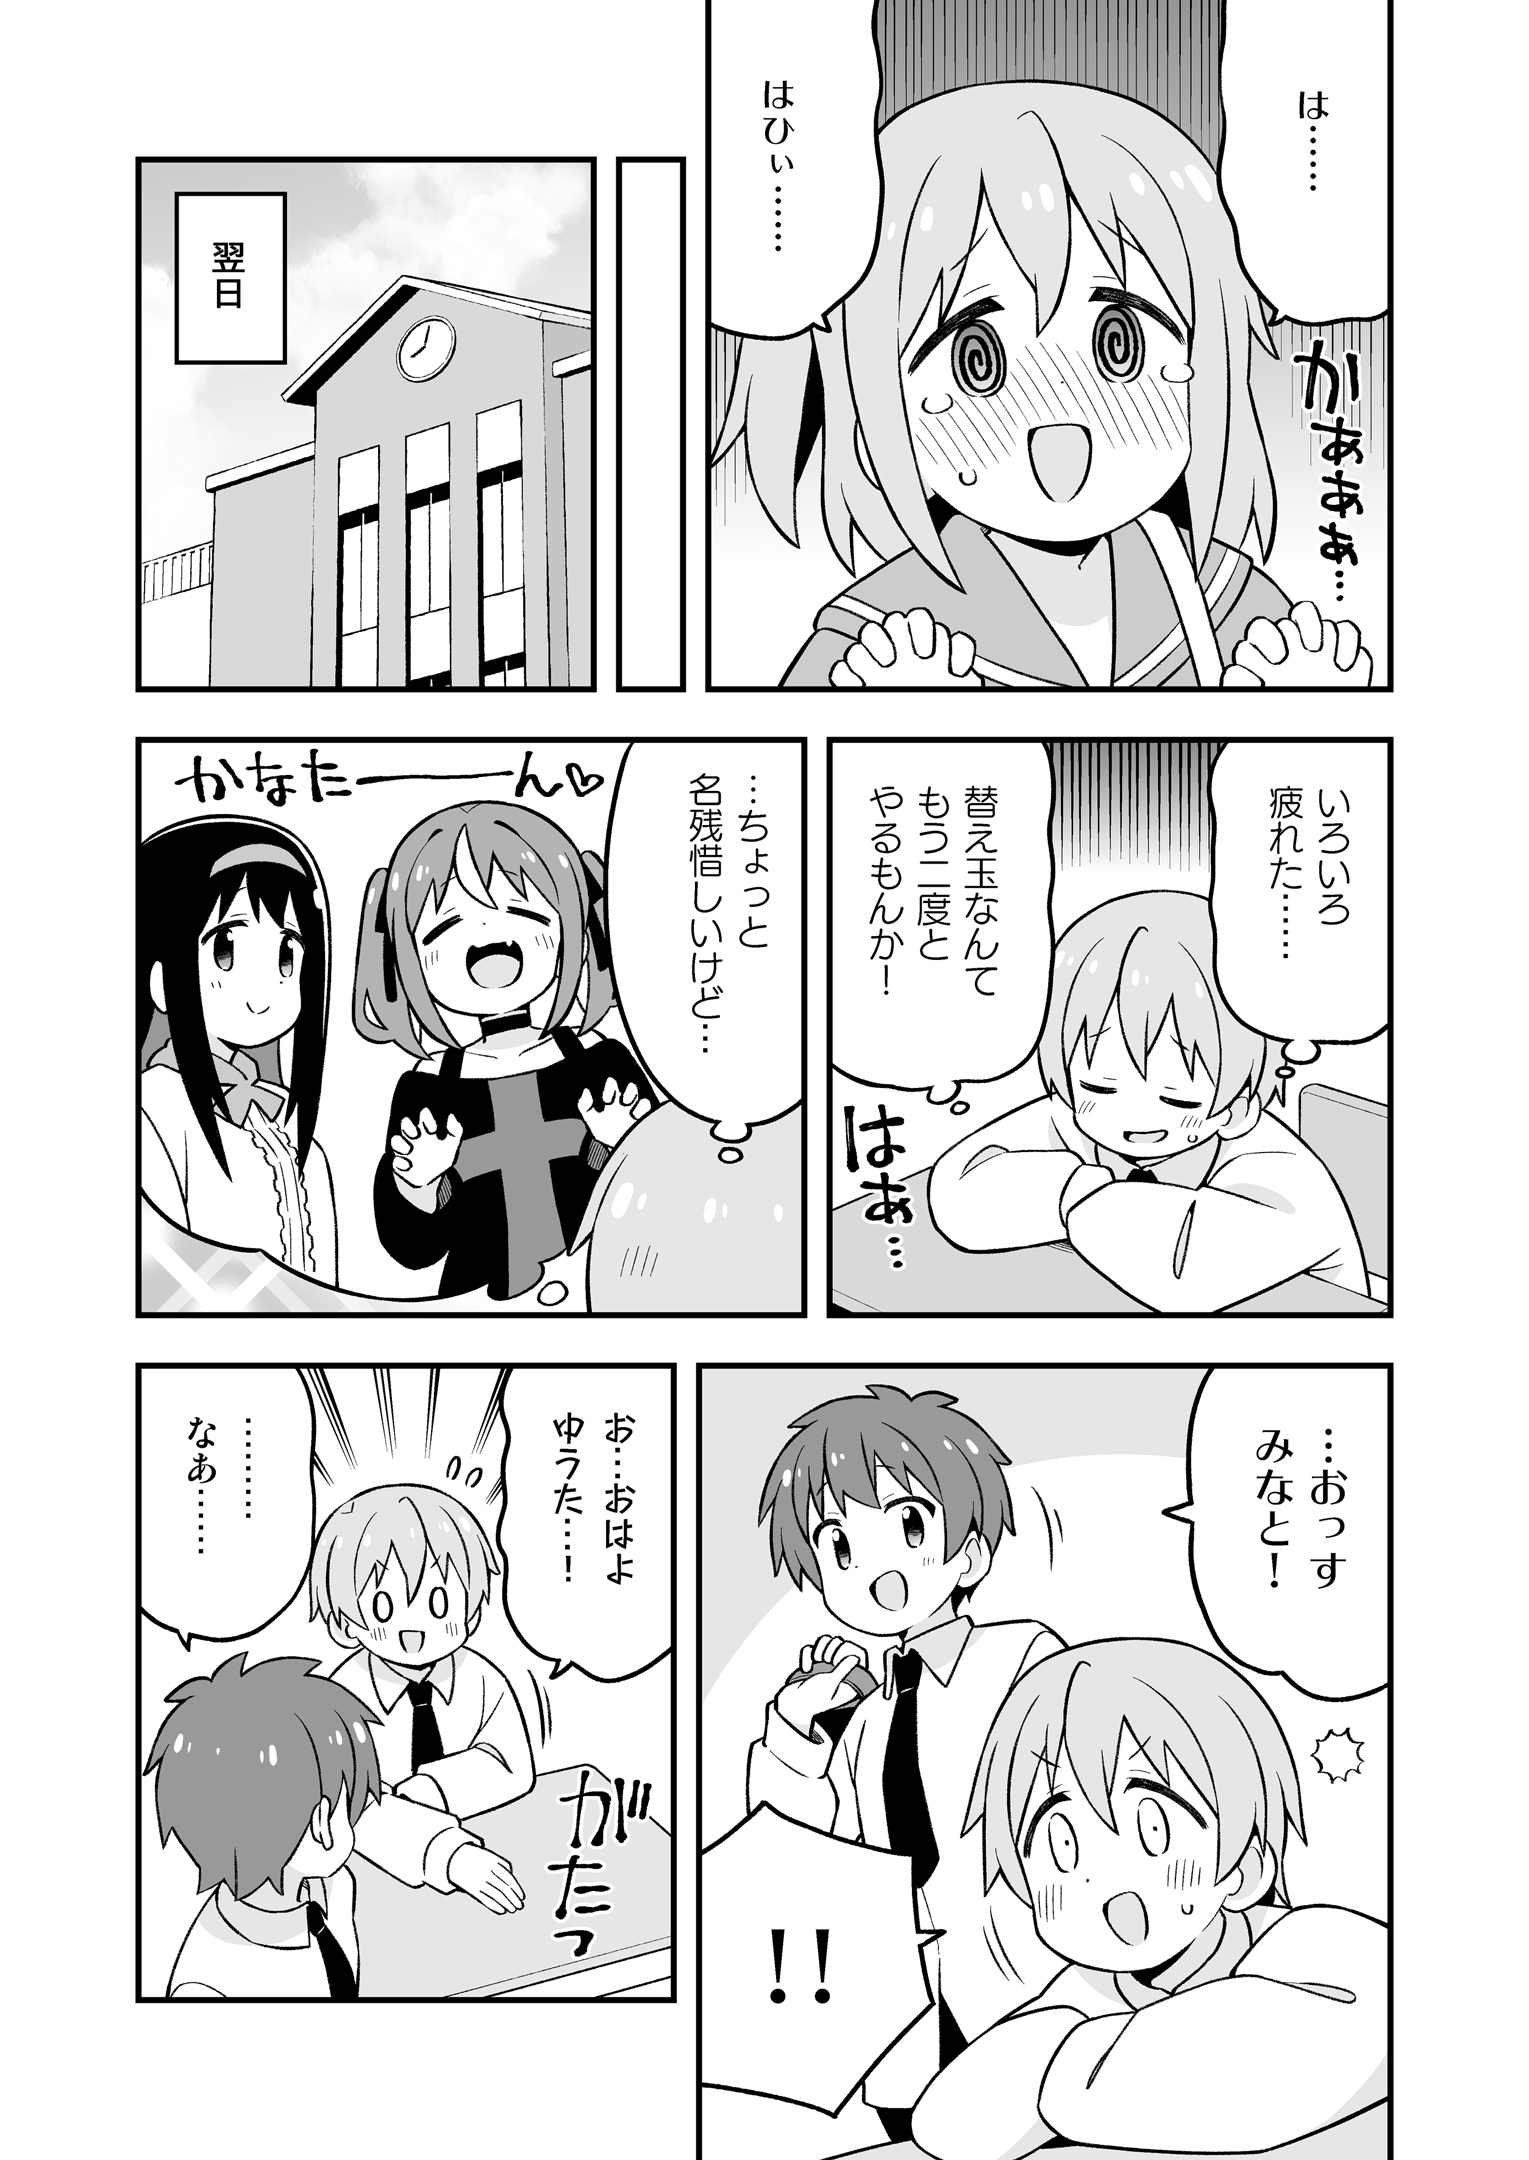 は……
はひぃ……
かぁぁぁ…
翌日
いろいろ
疲れた……
替え玉なんて
もう二度と
やるもんか！
はぁ…
…ちょっと
名残惜しいけど…
かなたーーーん♡
…おっす
みなと！
!!
お…おはよ
ゆうた…！
………
なあ……
がたっ